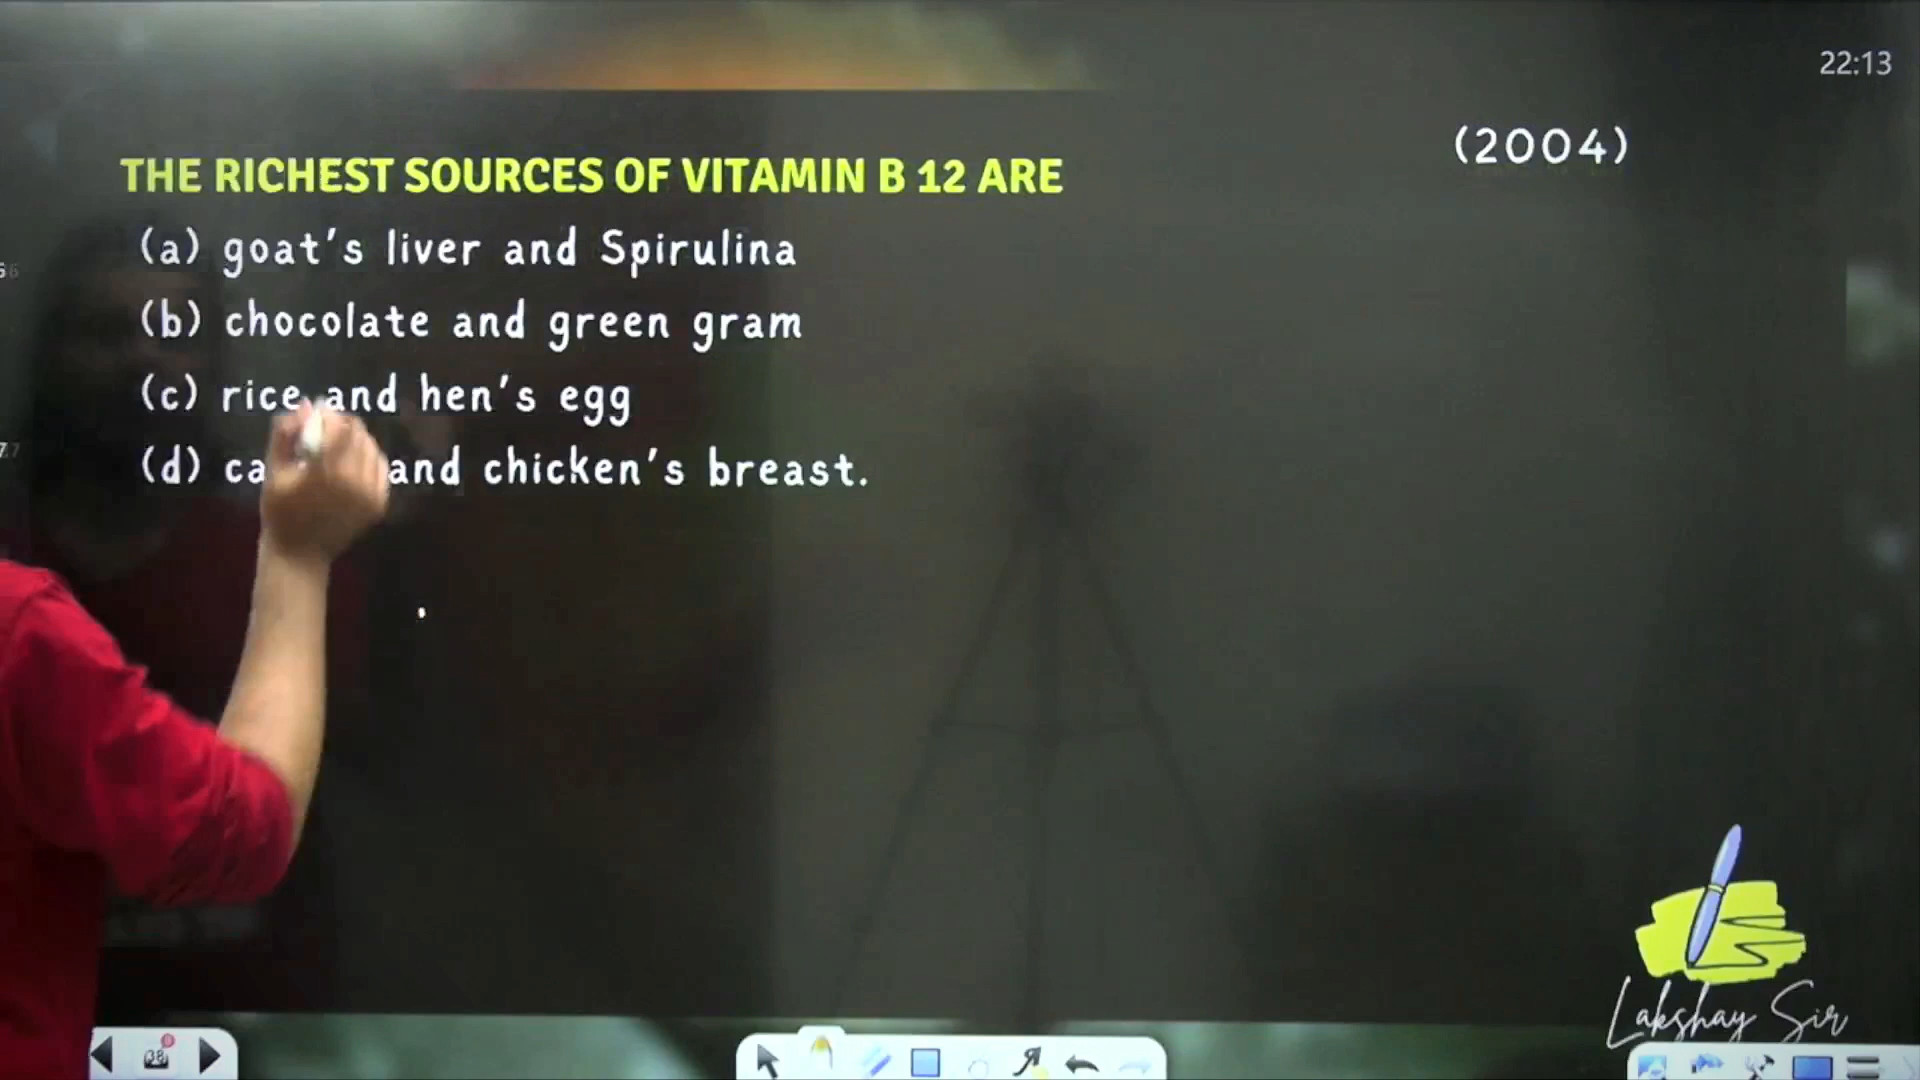 22:13
(2004)
THE RICHEST SOURCES OF VITAMIN B 12 ARE
(a) goat's liver and Spirulina
(b) chocolate and green gram
(c) rice and hen's egg
(d) and chicken's breast.
Lakshay Sir
38